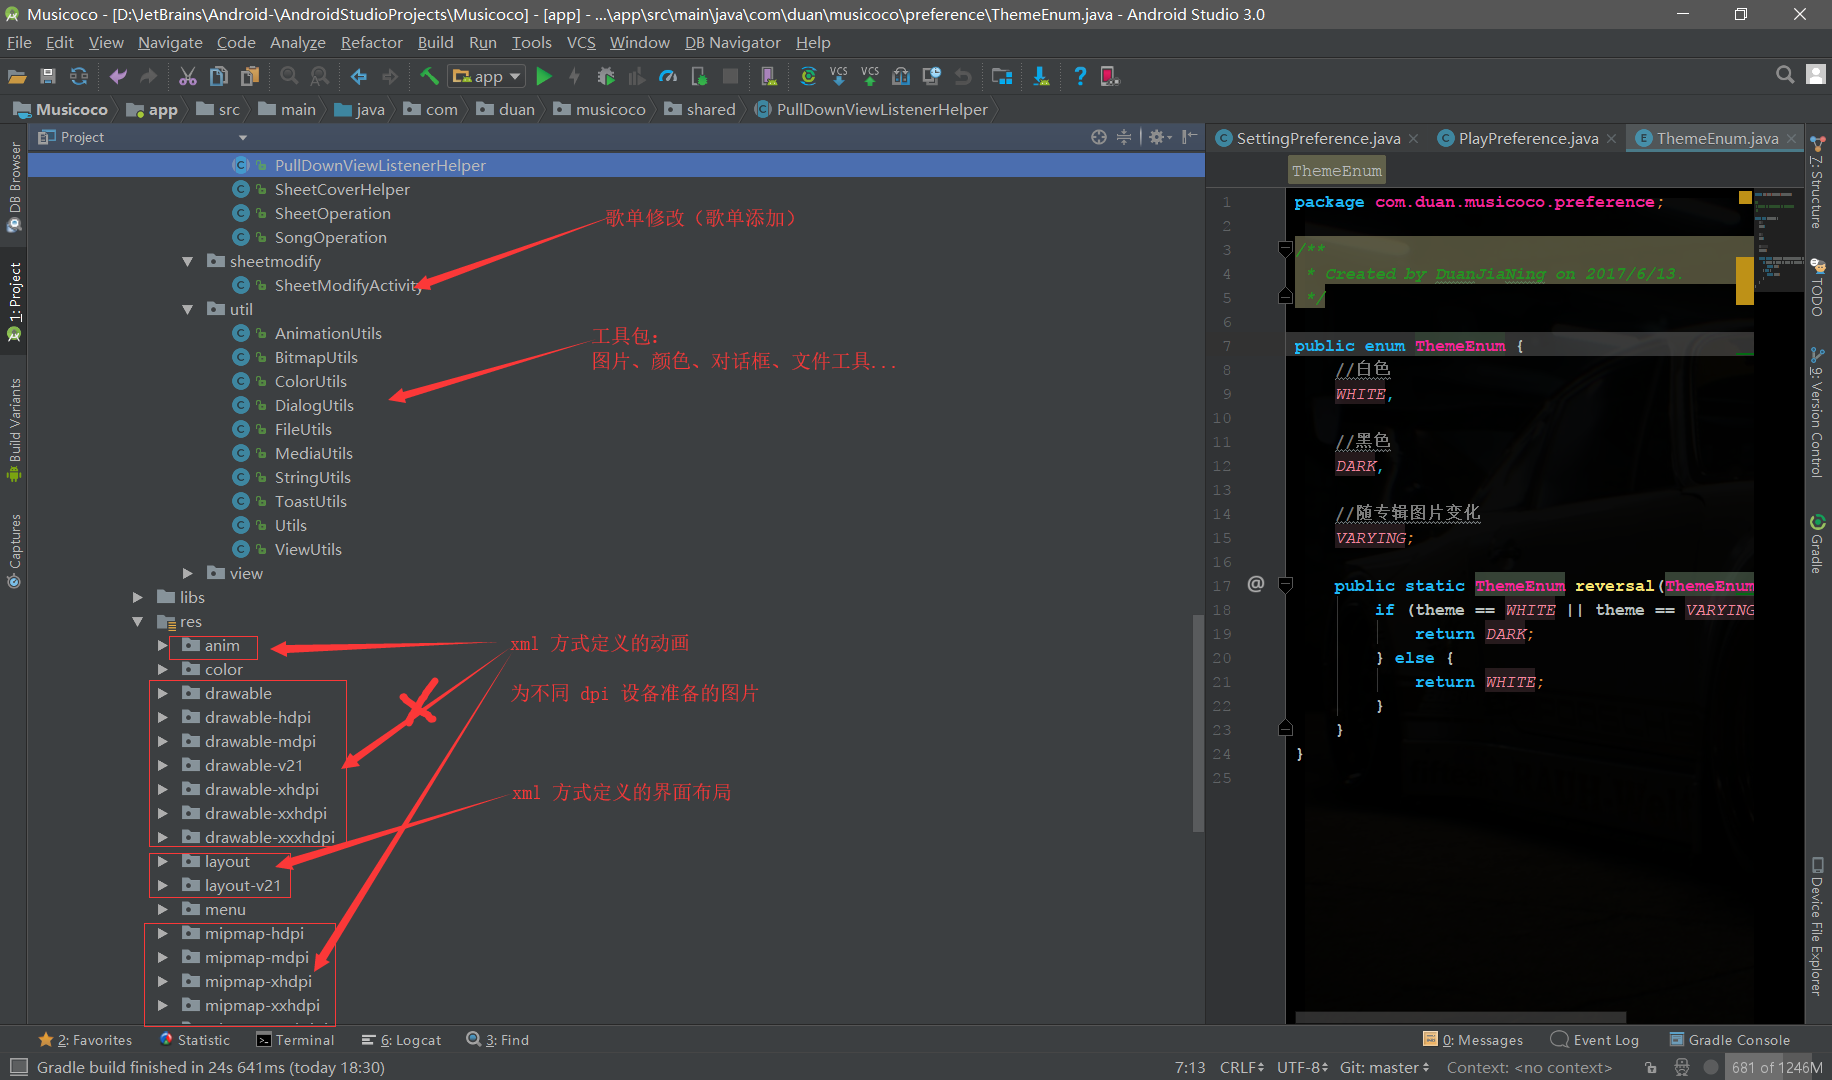 Musicoco - [D:\JetBrains\Android-\AndroidStudioProjects\Musicoco] - [app] - ...\app\src\main\java\com\duan\musicoco\preference\ThemeEnum.java - Android Studio 3.0
File Edit View Navigate Code Analyze Refactor Build Run Tools VCS Window DB Navigator Help
app VCS VCS
Musicoco app src main java com duan musicoco shared PullDownViewListenerHelper
Project
SettingPreference.java PlayPreference.java ThemeEnum.java
DB Browser
1: Project
Build Variants
Captures
PullDownViewListenerHelper
SheetCoverHelper
SheetOperation
SongOperation
sheetmodify
SheetModifyActivity
util
AnimationUtils
BitmapUtils
ColorUtils
DialogUtils
FileUtils
MediaUtils
StringUtils
ToastUtils
Utils
ViewUtils
view
libs
res
anim
color
drawable
drawable-hdpi
drawable-mdpi
drawable-v21
drawable-xhdpi
drawable-xxhdpi
drawable-xxxhdpi
layout
layout-v21
menu
mipmap-hdpi
mipmap-mdpi
mipmap-xhdpi
mipmap-xxhdpi
歌单修改（歌单添加）
工具包：
图片、颜色、对话框、文件工具...
xml 方式定义的动画
为不同 dpi 设备准备的图片
xml 方式定义的界面布局
ThemeEnum
1 package com.duan.musicoco.preference;
2
3 /**
4 * Created by DuanJiaNing on 2017/6/13.
5 */
6
7 public enum ThemeEnum {
8 //白色
9 WHITE,
10
11 //黑色
12 DARK,
13
14 //随专辑图片变化
15 VARYING;
16
17 @ public static ThemeEnum reversal(ThemeEnum
18 if (theme == WHITE || theme == VARYING
19 return DARK;
20 } else {
21 return WHITE;
22 }
23 }
24 }
25
7: Structure
TODO
9: Version Control
Gradle
Device File Explorer
2: Favorites Statistic Terminal 6: Logcat 3: Find 0: Messages Event Log Gradle Console
Gradle build finished in 24s 641ms (today 18:30) 7:13 CRLF UTF-8 Git: master Context: <no context> 681 of 1246M